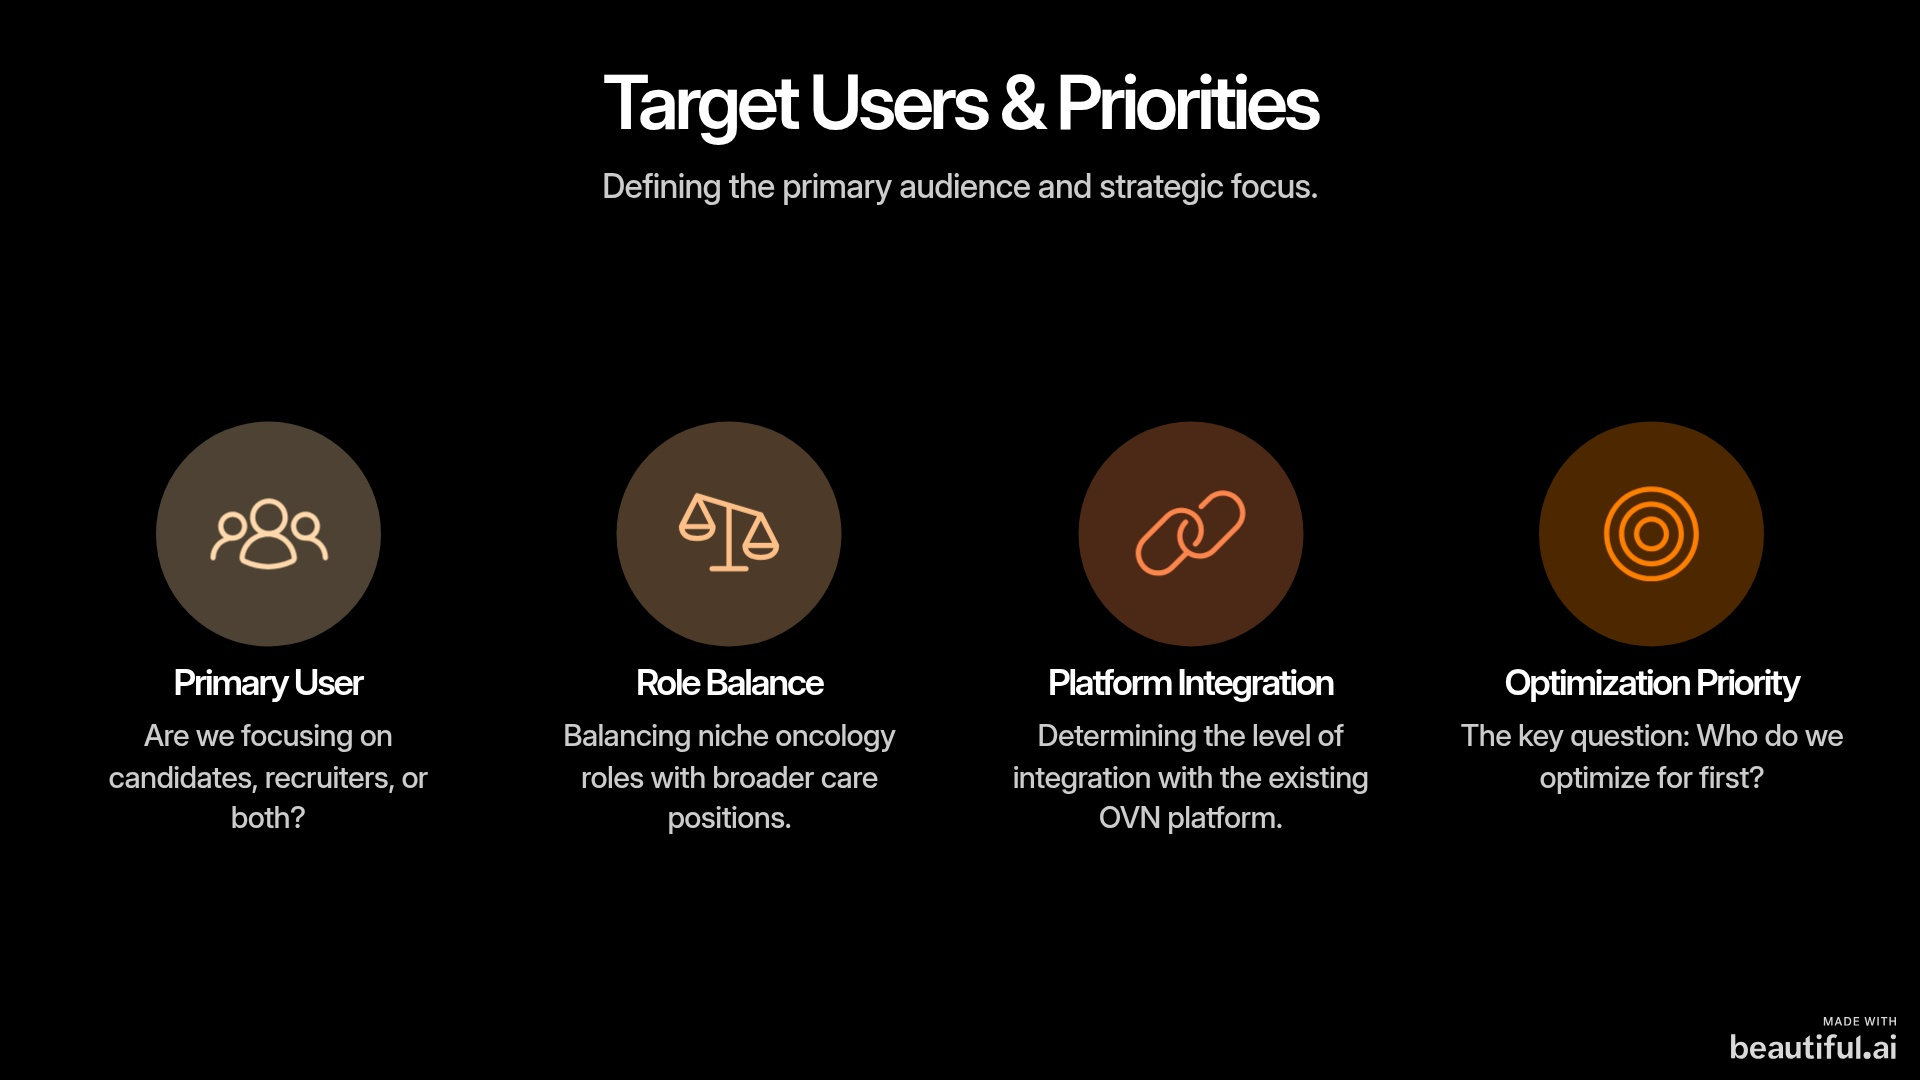 Target Users & Priorities
Defining the primary audience and strategic focus.
Primary User
Are we focusing on
candidates, recruiters, or
both?
Role Balance
Balancing niche oncology
roles with broader care
positions.
Platform Integration
Determining the level of
integration with the existing
OVN platform.
Optimization Priority
The key question: Who do we
optimize for first?
MADE WITH
beautiful.ai